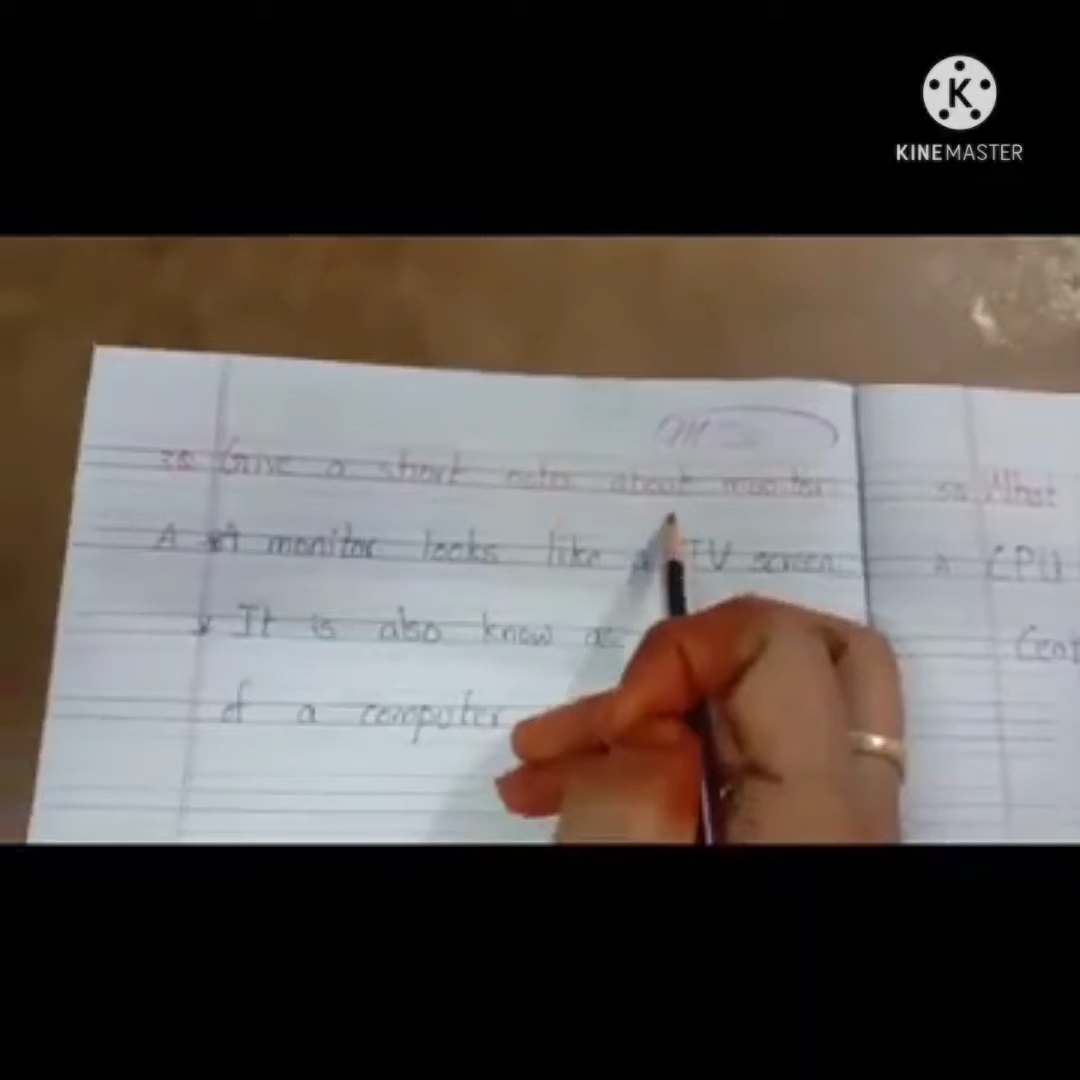 K
KINEMASTER
Give a short notes about monitor.
A * A monitor looks like a TV screen.
* It is also know as
of a computer
What
A CPU